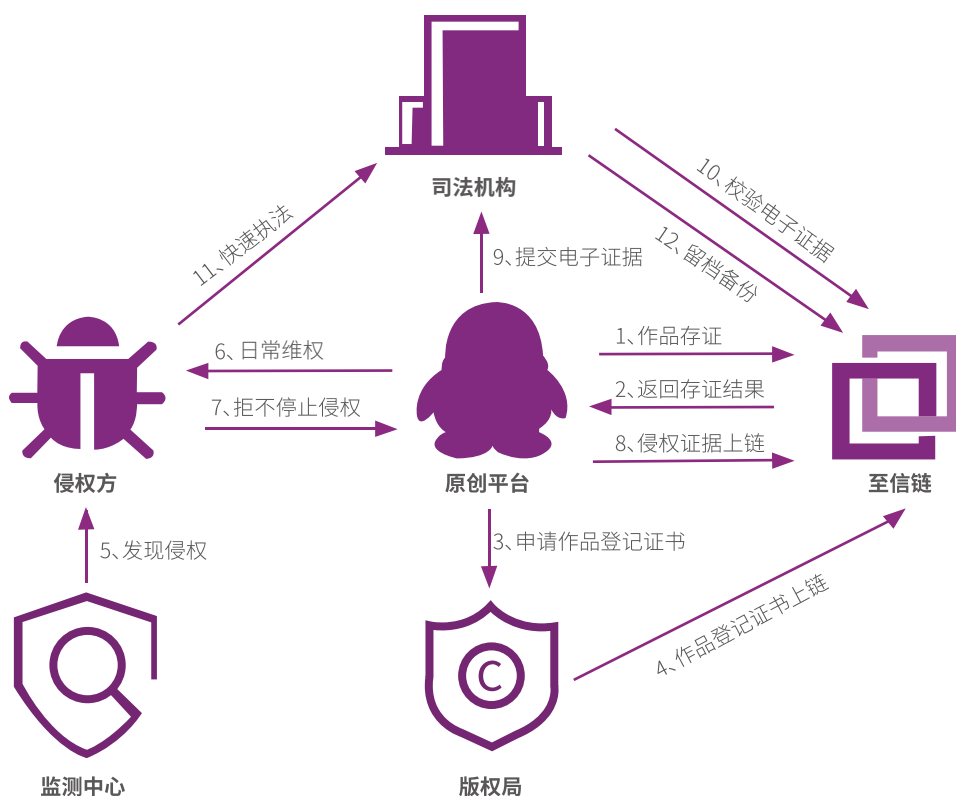 司法机构
10、校验电子证据
12、留档备份
11、快速执法
9、提交电子证据
6、日常维权
7、拒不停止侵权
1、作品存证
2、返回存证结果
8、侵权证据上链
侵权方
原创平台
至信链
5、发现侵权
3、申请作品登记证书
4、作品登记证书上链
C
监测中心
版权局